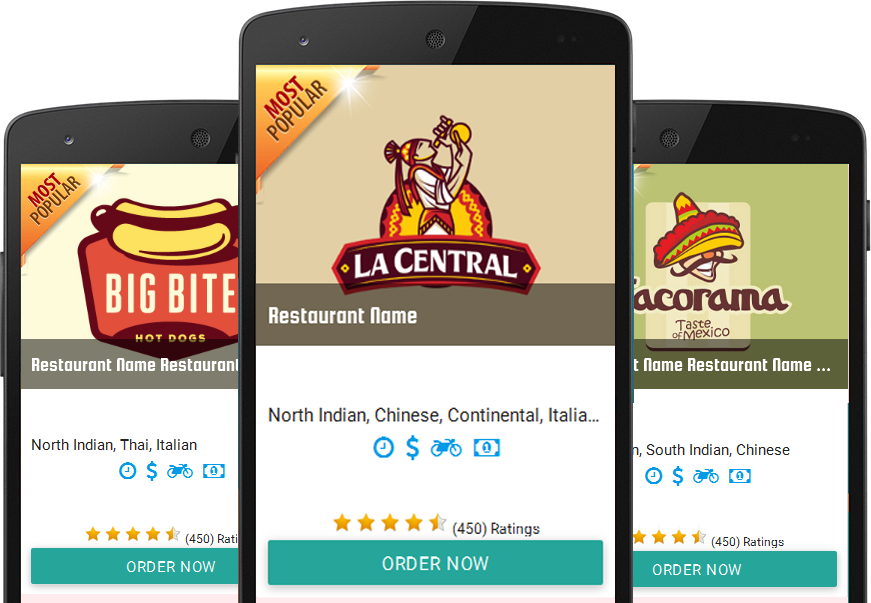 MOST
POPULAR
BIG BITE
HOT DOGS
Restaurant Name Restaurant
North Indian, Thai, Italian
(450) Rati
ORDER NOW
MOST
POPULAR
LA CENTRAL
Restaurant Name
North Indian, Chinese, Continental, Italia...
(450) Ratings
ORDER NOW
acorama
Taste
of Mexico
t Name Restaurant Name ...
n, South Indian, Chinese
(450) Ratings
ORDER NOW